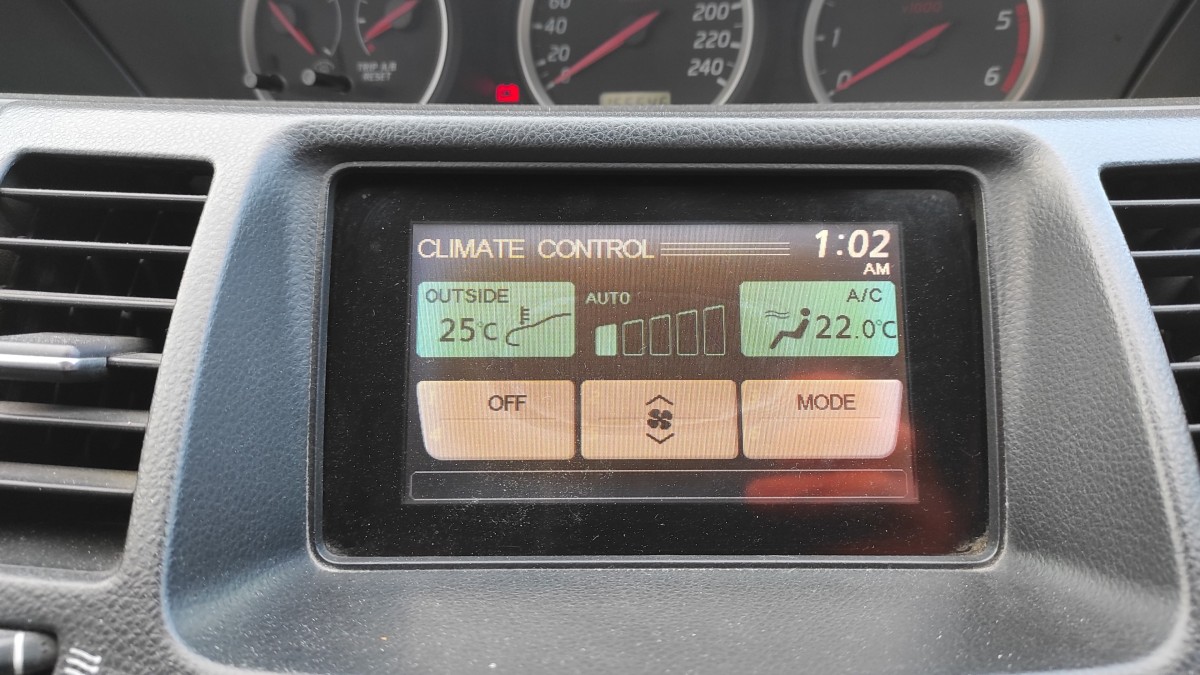 60
40
20
0
200
220
240
TRIP A/B
RESET
1
0
5
6
CLIMATE CONTROL
1:02
AM
OUTSIDE
25°C
AUTO
A/C
22.0°C
OFF
MODE